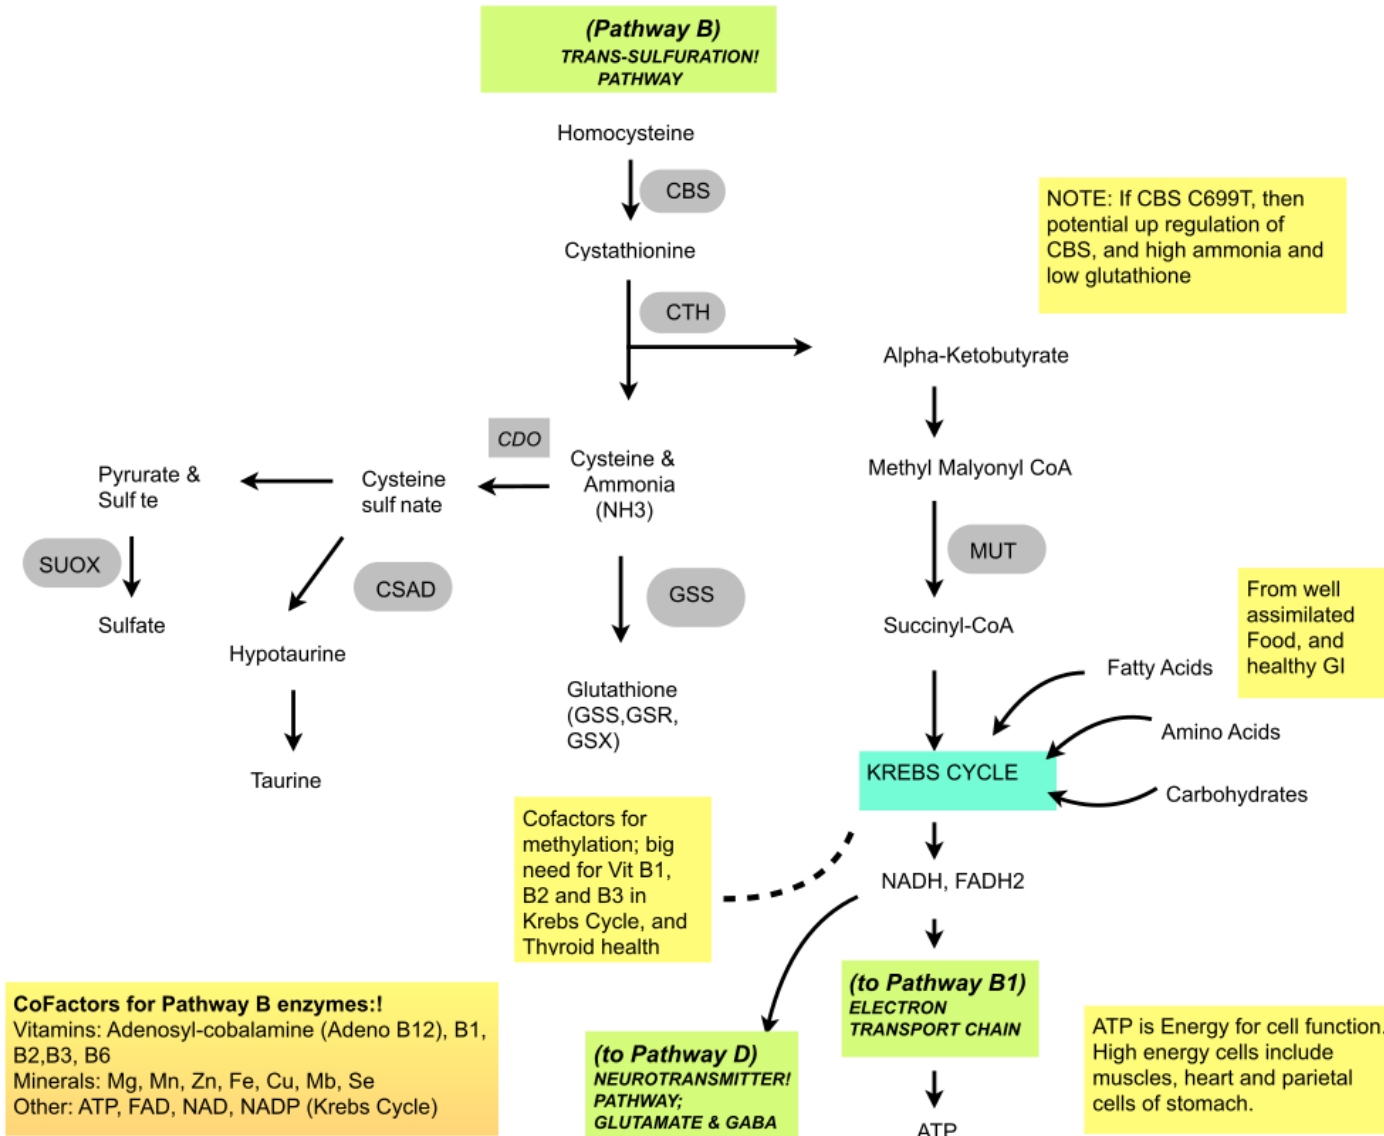 (Pathway B)
TRANS-SULFURATION!
PATHWAY
Homocysteine
CBS
Cystathionine
NOTE: If CBS C699T, then
potential up regulation of
CBS, and high ammonia and
low glutathione
CTH
Alpha-Ketobutyrate
CDO
Cysteine &
Ammonia
(NH3)
Cysteine
sulf nate
Pyrurate &
Sulf te
Methyl Malyonyl CoA
SUOX
CSAD
GSS
MUT
Sulfate
Hypotaurine
Taurine
Glutathione
(GSS,GSR,
GSX)
Succinyl-CoA
From well
assimilated
Food, and
healthy GI
Fatty Acids
Amino Acids
Carbohydrates
KREBS CYCLE
Cofactors for
methylation; big
need for Vit B1,
B2 and B3 in
Krebs Cycle, and
Thyroid health
NADH, FADH2
(to Pathway B1)
ELECTRON
TRANSPORT CHAIN
(to Pathway D)
NEUROTRANSMITTER!
PATHWAY;
GLUTAMATE & GABA
ATP
CoFactors for Pathway B enzymes:!
Vitamins: Adenosyl-cobalamine (Adeno B12), B1,
B2,B3, B6
Minerals: Mg, Mn, Zn, Fe, Cu, Mb, Se
Other: ATP, FAD, NAD, NADP (Krebs Cycle)
ATP is Energy for cell function.
High energy cells include
muscles, heart and parietal
cells of stomach.